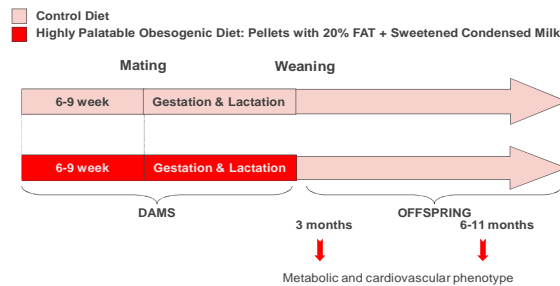 Control Diet
Highly Palatable Obesogenic Diet: Pellets with 20% FAT + Sweetened Condensed Milk
Mating
Weaning
6-9 week
Gestation & Lactation
6-9 week
Gestation & Lactation
DAMS
OFFSPRING
3 months
6-11 months
Metabolic and cardiovascular phenotype